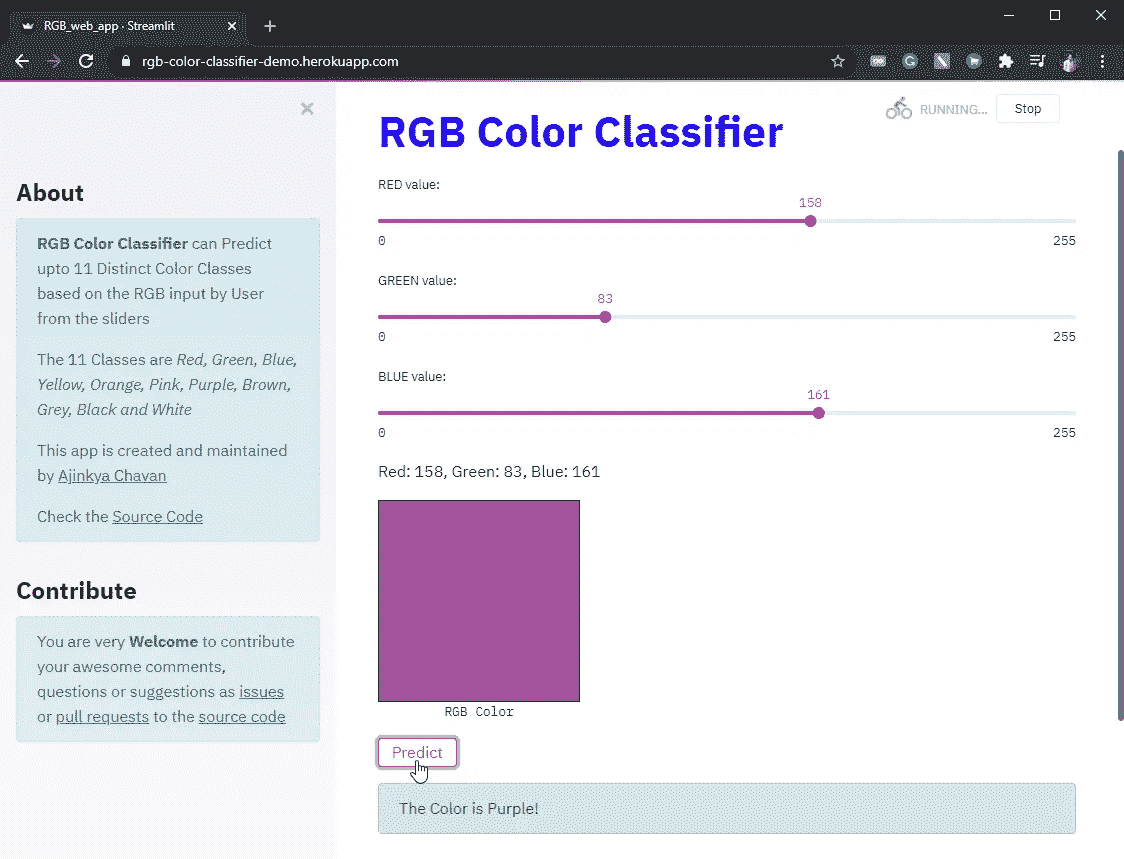 RGB_web_app · Streamlit
rgb-color-classifier-demo.herokuapp.com
RUNNING...
Stop
About
RGB Color Classifier can Predict
upto 11 Distinct Color Classes
based on the RGB input by User
from the sliders
The 11 Classes are Red, Green, Blue,
Yellow, Orange, Pink, Purple, Brown,
Grey, Black and White
This app is created and maintained
by Ajinkya Chavan
Check the Source Code
Contribute
You are very Welcome to contribute
your awesome comments,
questions or suggestions as issues
or pull requests to the source code
RGB Color Classifier
RED value:
158
0 255
GREEN value:
83
0 255
BLUE value:
161
0 255
Red: 158, Green: 83, Blue: 161
RGB Color
Predict
The Color is Purple!